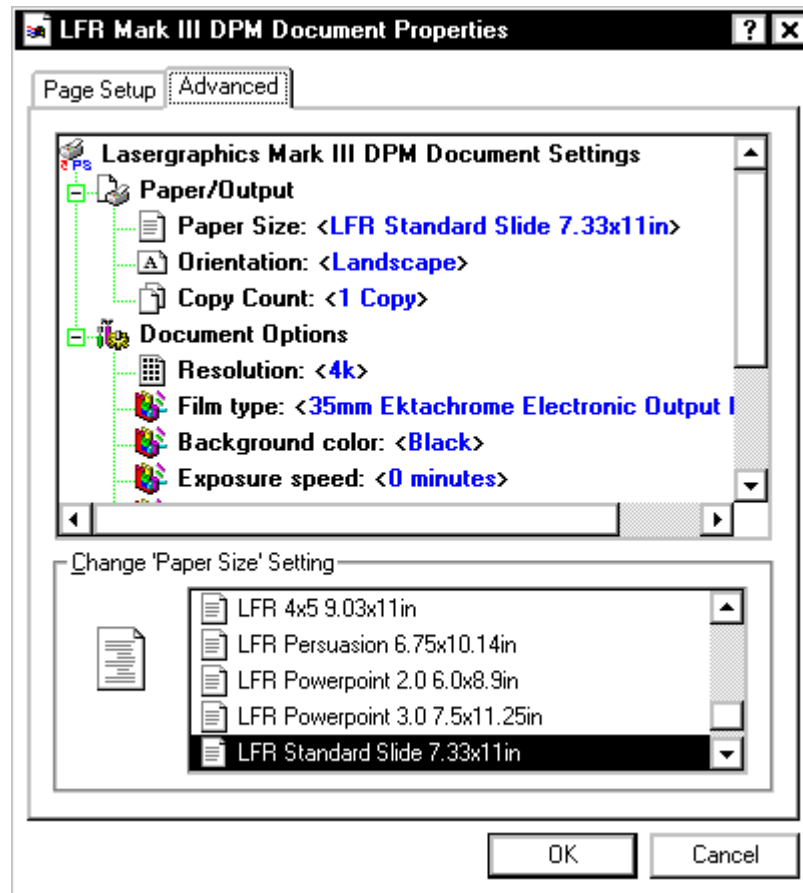 LFR Mark III DPM Document Properties
Page Setup Advanced
Lasergraphics Mark III DPM Document Settings
Paper/Output
Paper Size: <LFR Standard Slide 7.33x11in>
Orientation: <Landscape>
Copy Count: <1 Copy>
Document Options
Resolution: <4k>
Film type: <35mm Ektachrome Electronic Output
Background color: <Black>
Exposure speed: <0 minutes>
Change 'Paper Size' Setting
LFR 4x5 9.03x11in
LFR Persuasion 6.75x10.14in
LFR Powerpoint 2.0 6.0x8.9in
LFR Powerpoint 3.0 7.5x11.25in
LFR Standard Slide 7.33x11in
OK Cancel